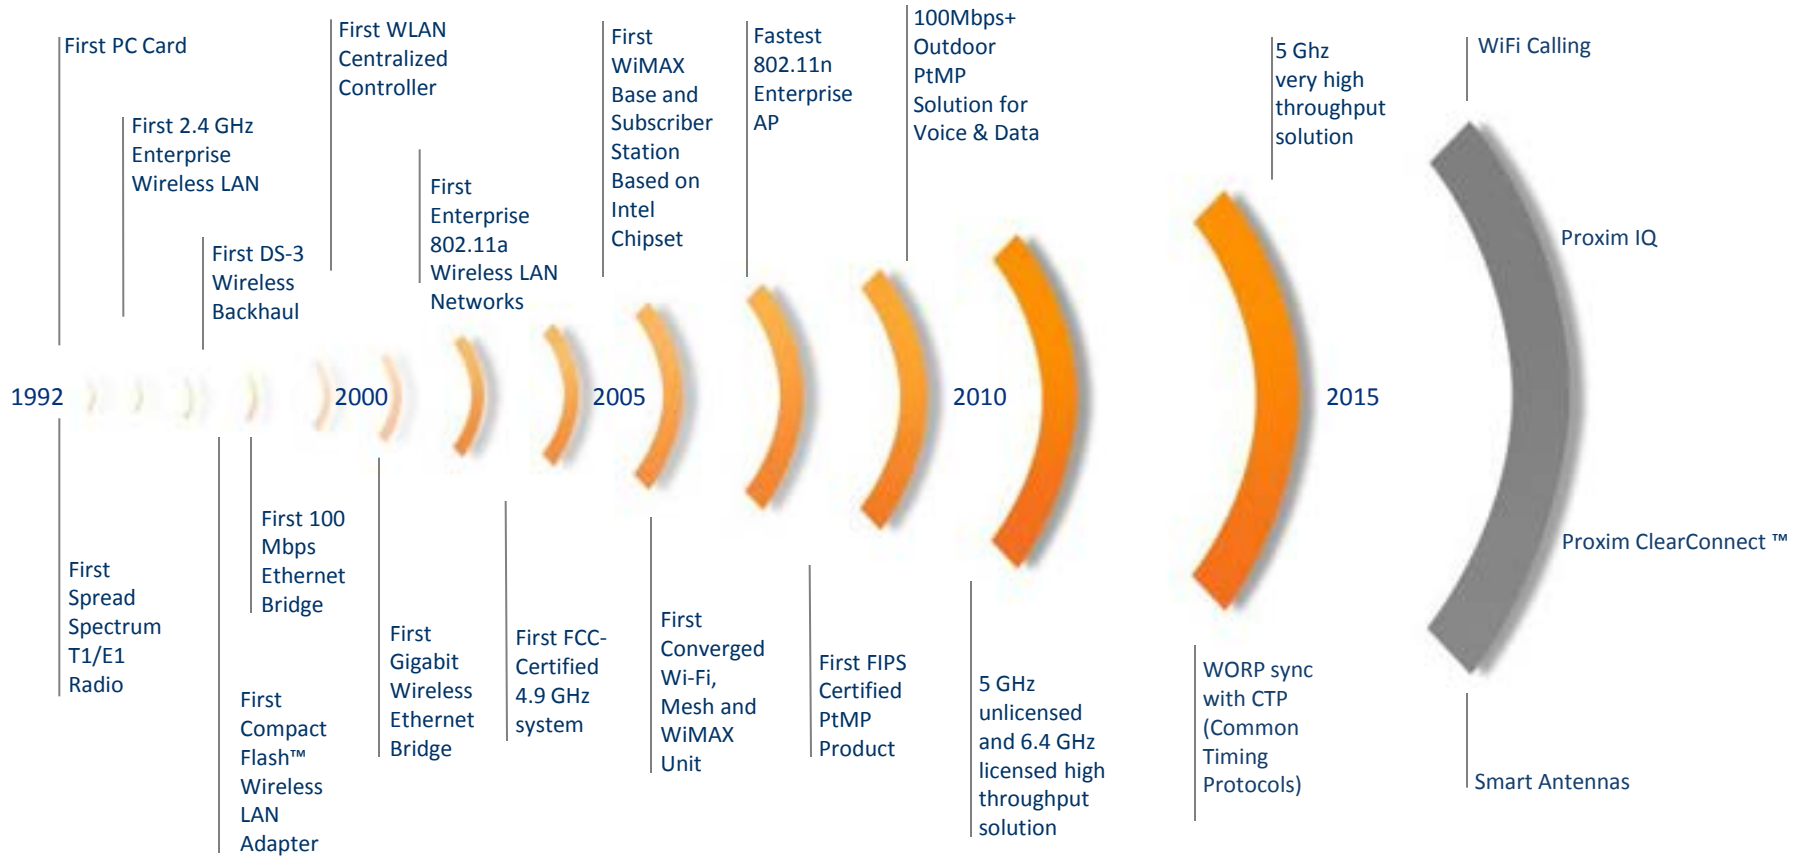 First PC Card
First 2.4 GHz
Enterprise
Wireless LAN
First DS-3
Wireless
Backhaul
First WLAN
Centralized
Controller
First
Enterprise
802.11a
Wireless LAN
Networks
First
WiMAX
Base and
Subscriber
Station
Based on
Intel
Chipset
Fastest
802.11n
Enterprise
AP
100Mbps+
Outdoor
PtMP
Solution for
Voice & Data
5 Ghz
very high
throughput
solution
WiFi Calling
Proxim IQ
1992
2000
2005
2010
2015
First
Spread
Spectrum
T1/E1
Radio
First
Compact
Flash™
Wireless
LAN
Adapter
First 100
Mbps
Ethernet
Bridge
First
Gigabit
Wireless
Ethernet
Bridge
First FCC-
Certified
4.9 GHz
system
First
Converged
Wi-Fi,
Mesh and
WiMAX
Unit
First FIPS
Certified
PtMP
Product
5 GHz
unlicensed
and 6.4 GHz
licensed high
throughput
solution
WORP sync
with CTP
(Common
Timing
Protocols)
Proxim ClearConnect ™
Smart Antennas